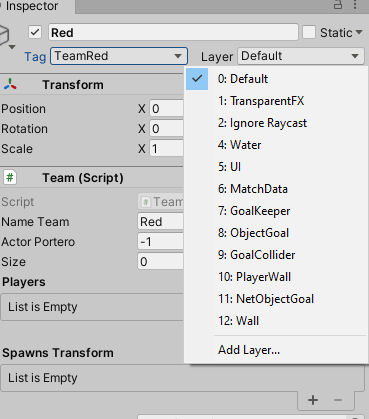 Inspector
Red
Static
Tag TeamRed Layer Default
Transform
Position X 0
Rotation X 0
Scale X 1
Team (Script)
Script Team
Name Team Red
Actor Portero -1
Size 0
Players
List is Empty
Spawns Transform
List is Empty
0: Default
1: TransparentFX
2: Ignore Raycast
4: Water
5: UI
6: MatchData
7: GoalKeeper
8: ObjectGoal
9: GoalCollider
10: PlayerWall
11: NetObjectGoal
12: Wall
Add Layer...
+ −